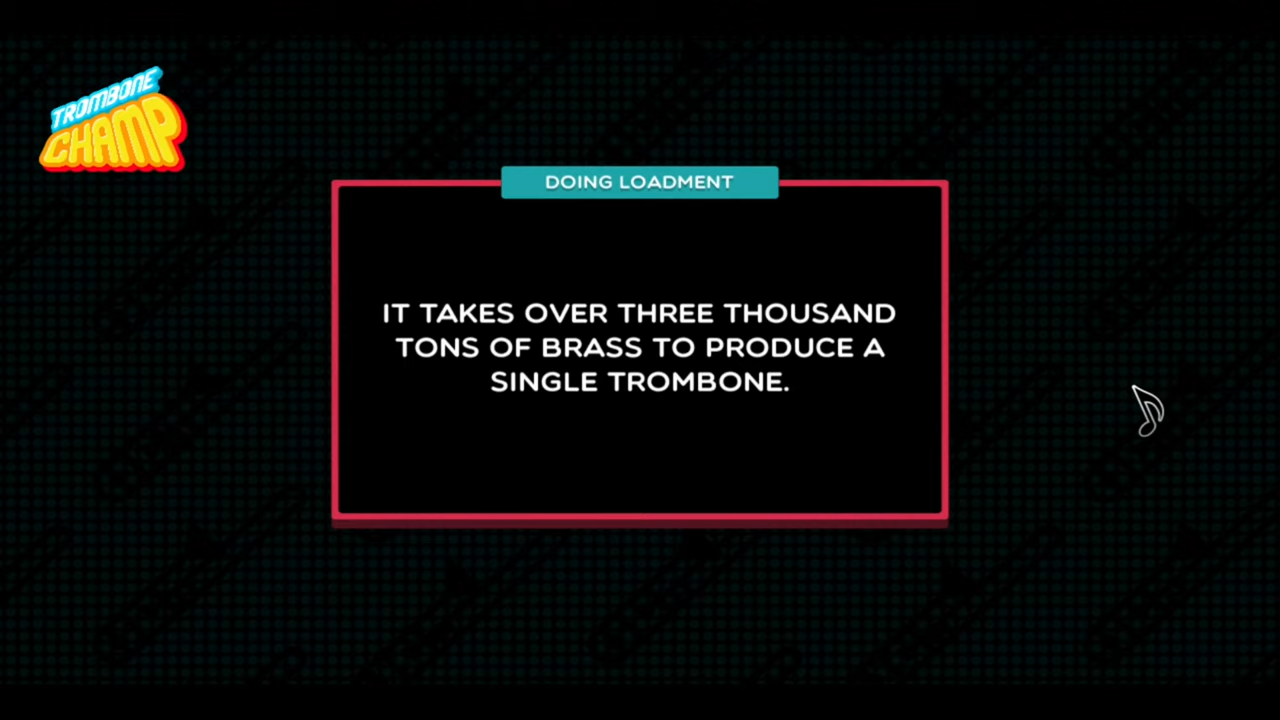 TROMBONE
CHAMP
DOING LOADMENT
IT TAKES OVER THREE THOUSAND
TONS OF BRASS TO PRODUCE A
SINGLE TROMBONE.